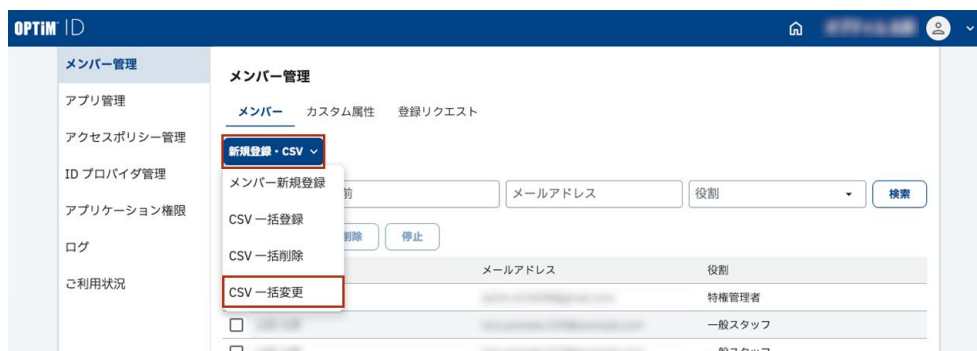 OPTiM ID
メンバー管理
アプリ管理
アクセスポリシー管理
ID プロバイダ管理
アプリケーション権限
ログ
ご利用状況
メンバー管理
メンバー カスタム属性 登録リクエスト
新規登録・CSV
メンバー新規登録
CSV 一括登録
CSV 一括削除
CSV 一括変更
前 メールアドレス 役割 検索
削除 停止
メールアドレス 役割
特権管理者
一般スタッフ
一般スタッフ